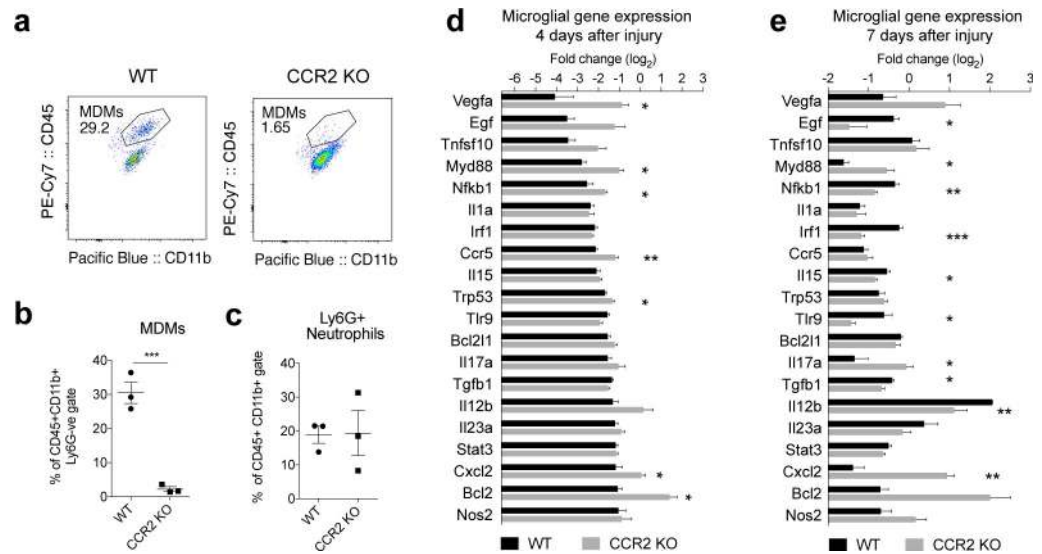 a
WT
CCR2 KO
MDMs
29.2
MDMs
1.65
PE-Cy7 :: CD45
PE-Cy7 :: CD45
Pacific Blue :: CD11b
Pacific Blue :: CD11b
b
MDMs
***
% of CD45+CD11b+
Ly6G-ve gate
40
30
20
10
0
WT
CCR2 KO
c
Ly6G+
Neutrophils
% of CD45+ CD11b+ gate
40
30
20
10
0
WT
CCR2 KO
d
Microglial gene expression
4 days after injury
Fold change (log2)
-6 -5 -4 -3 -2 -1 0 1 2 3
Vegfa *
Egf
Tnfsf10
Myd88 *
Nfkb1 *
Il1a
Irf1
Ccr5 **
Il15
Trp53 *
Tlr9
Bcl2l1
Il17a
Tgfb1
Il12b
Il23a
Stat3
Cxcl2 *
Bcl2 *
Nos2
WT CCR2 KO
e
Microglial gene expression
7 days after injury
Fold change (log2)
-2 -1 0 1 2 3
Vegfa
Egf *
Tnfsf10
Myd88 *
Nfkb1 **
Il1a
Irf1 ***
Ccr5
Il15 *
Trp53
Tlr9 *
Bcl2l1
Il17a *
Tgfb1 *
Il12b **
Il23a
Stat3
Cxcl2 **
Bcl2
Nos2
WT CCR2 KO